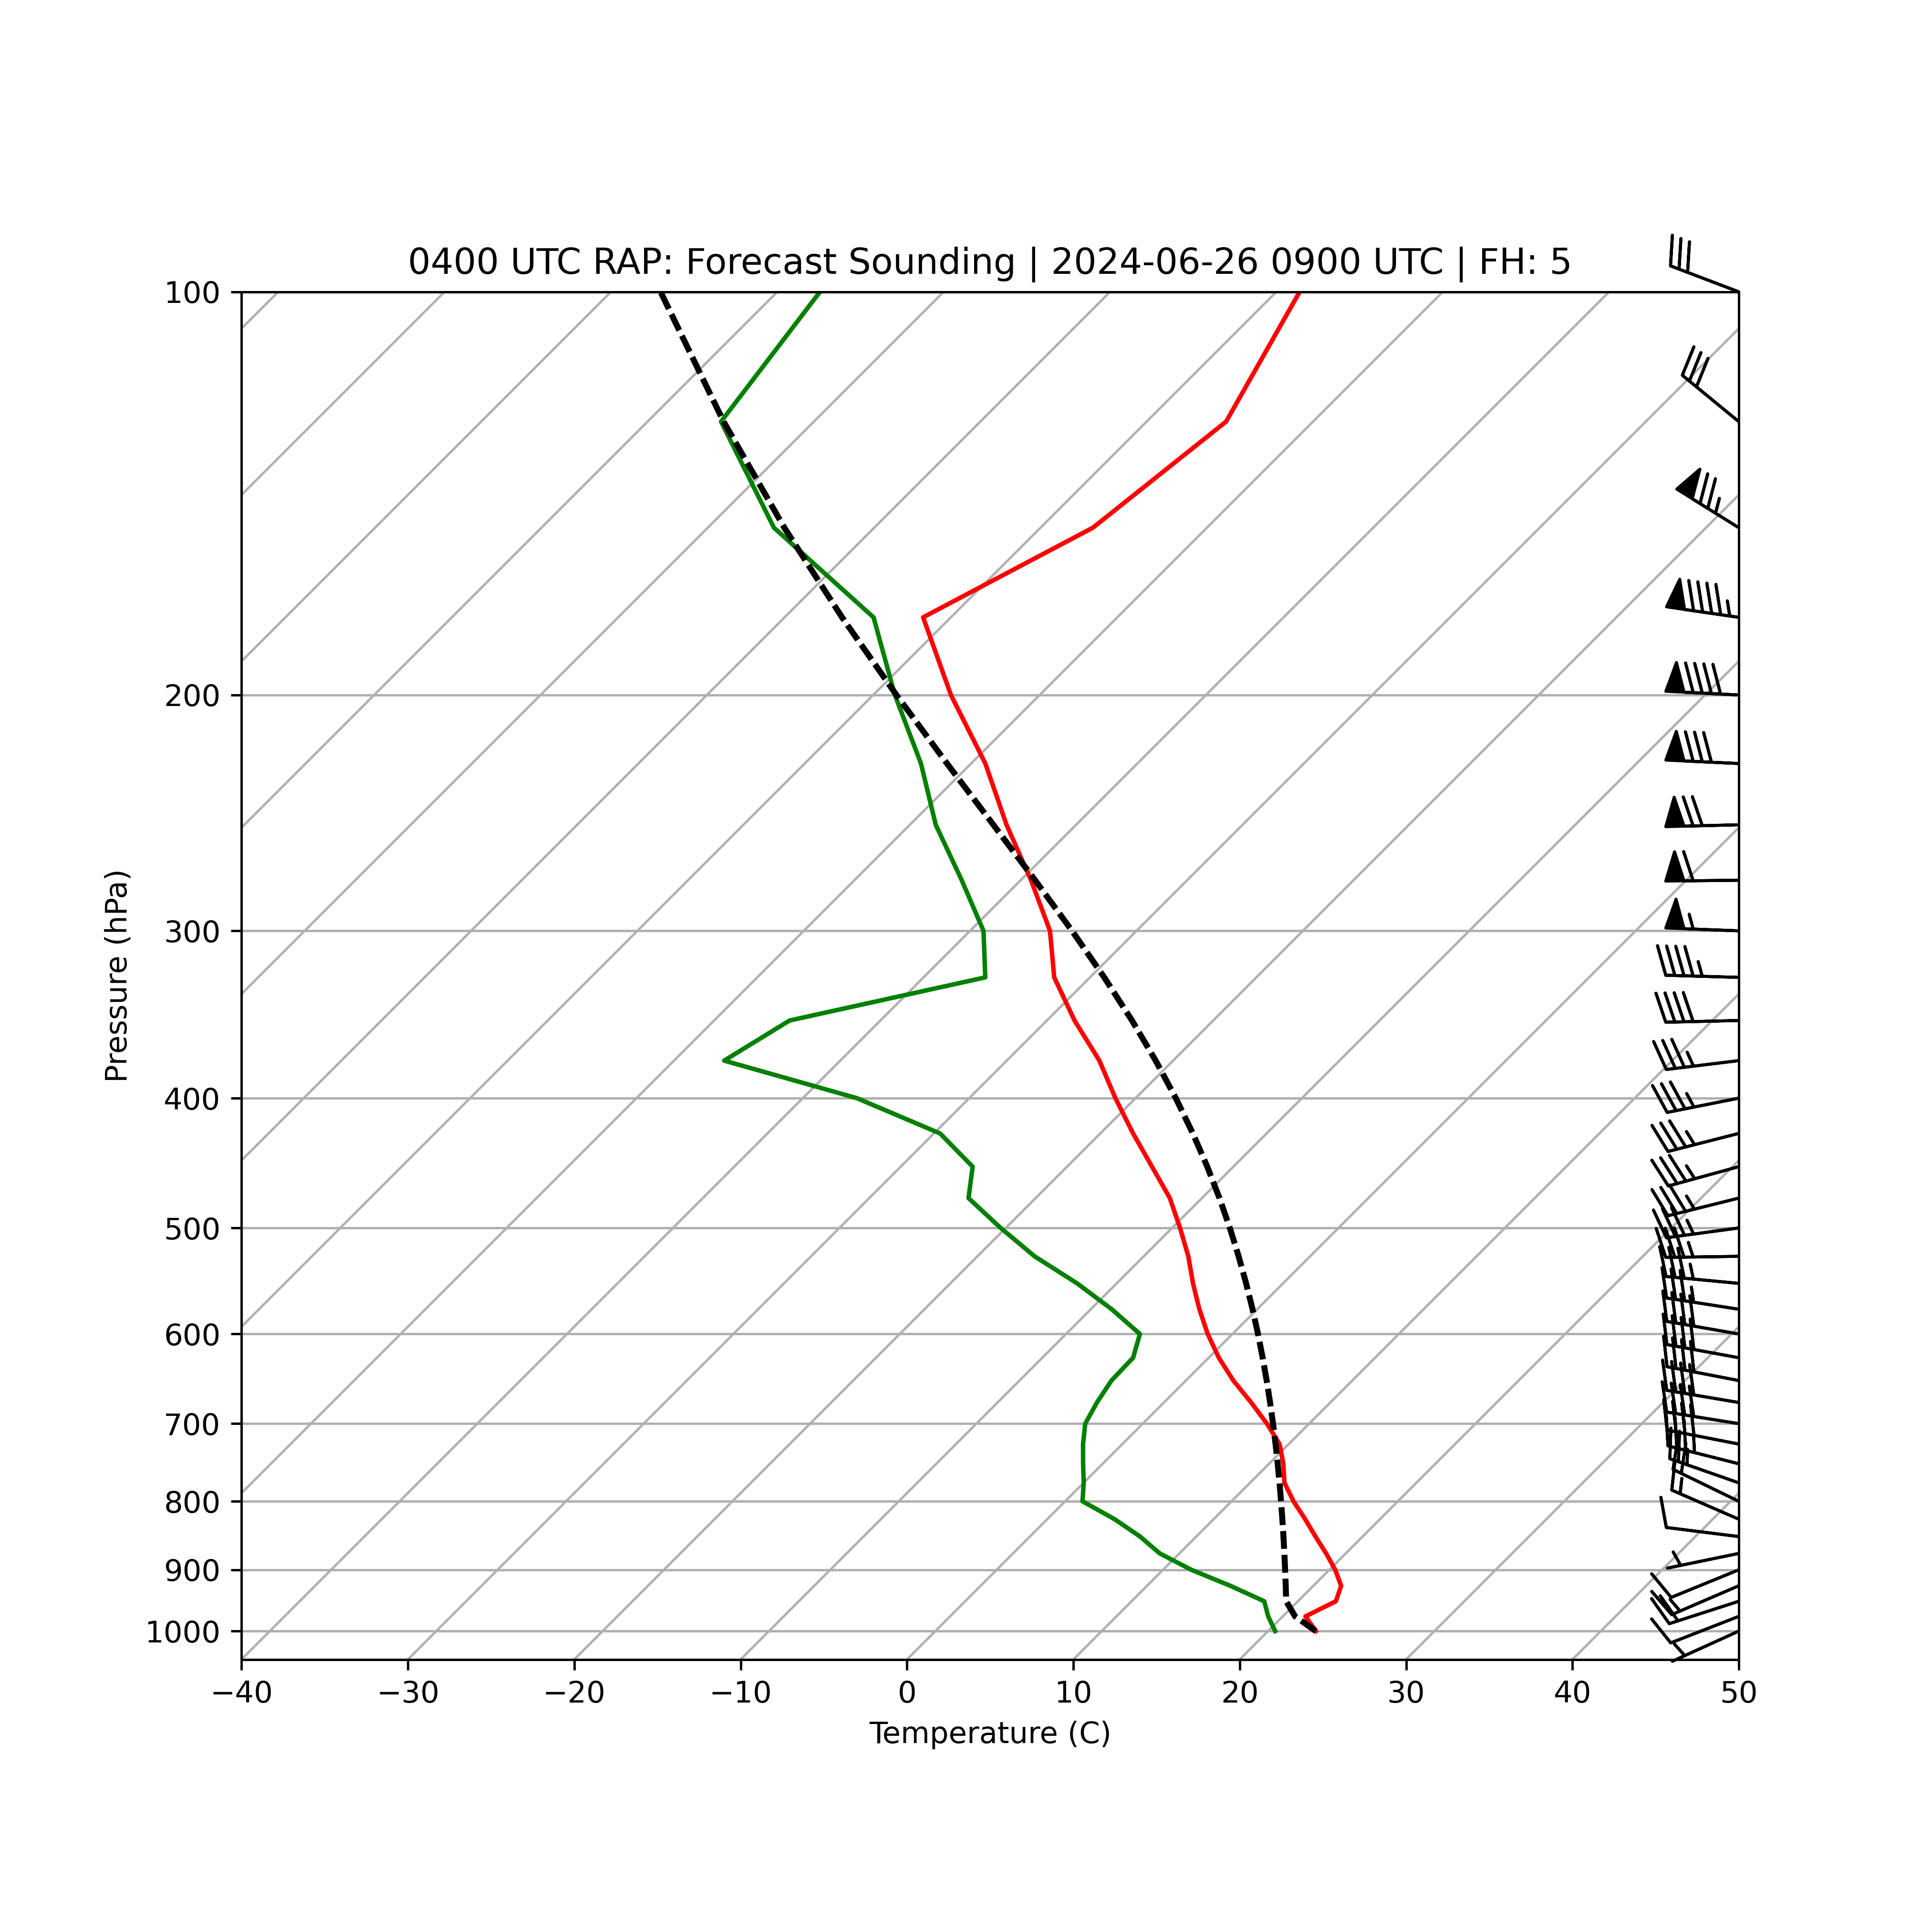 0400 UTC RAP: Forecast Sounding | 2024-06-26 0900 UTC | FH: 5
100
200
300
400
500
600
700
800
900
1000
Pressure (hPa)
−40 −30 −20 −10 0 10 20 30 40 50
Temperature (C)